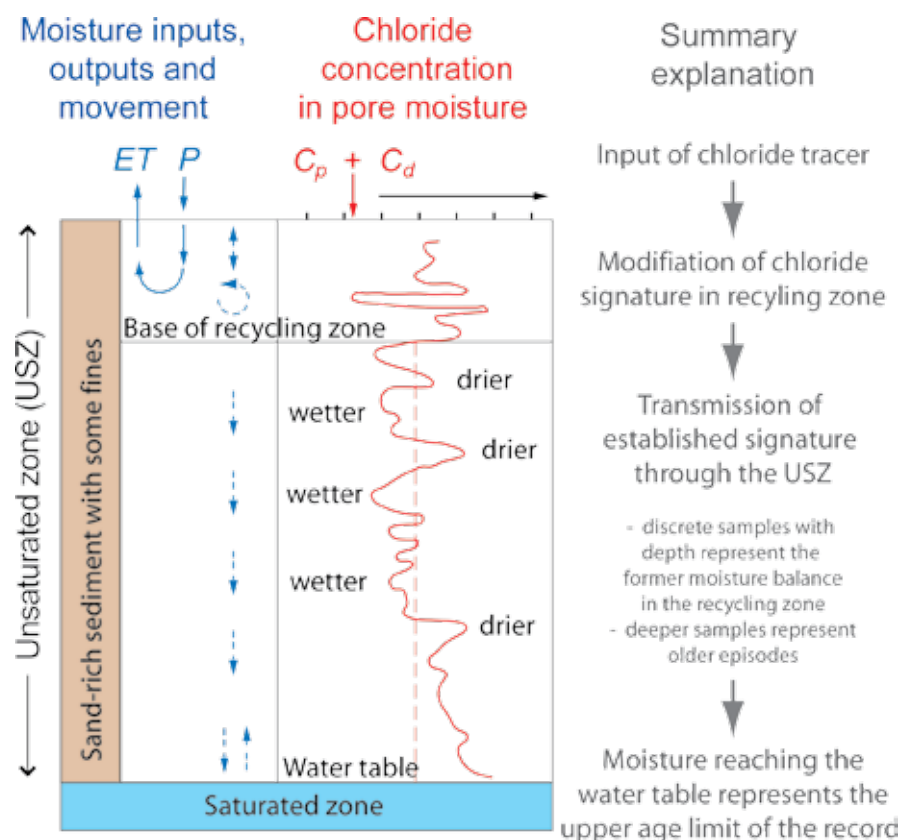 Moisture inputs,
outputs and
movement
Chloride
concentration
in pore moisture
Summary
explanation
ET P
Cp + Cd
Input of chloride tracer
Modifiation of chloride
signature in recyling zone
Base of recycling zone
drier
wetter
drier
wetter
wetter
drier
Transmission of
established signature
through the USZ
- discrete samples with
depth represent the
former moisture balance
in the recycling zone
- deeper samples represent
older episodes
Unsaturated zone (USZ)
Sand-rich sediment with some fines
Water table
Saturated zone
Moisture reaching the
water table represents the
upper age limit of the record